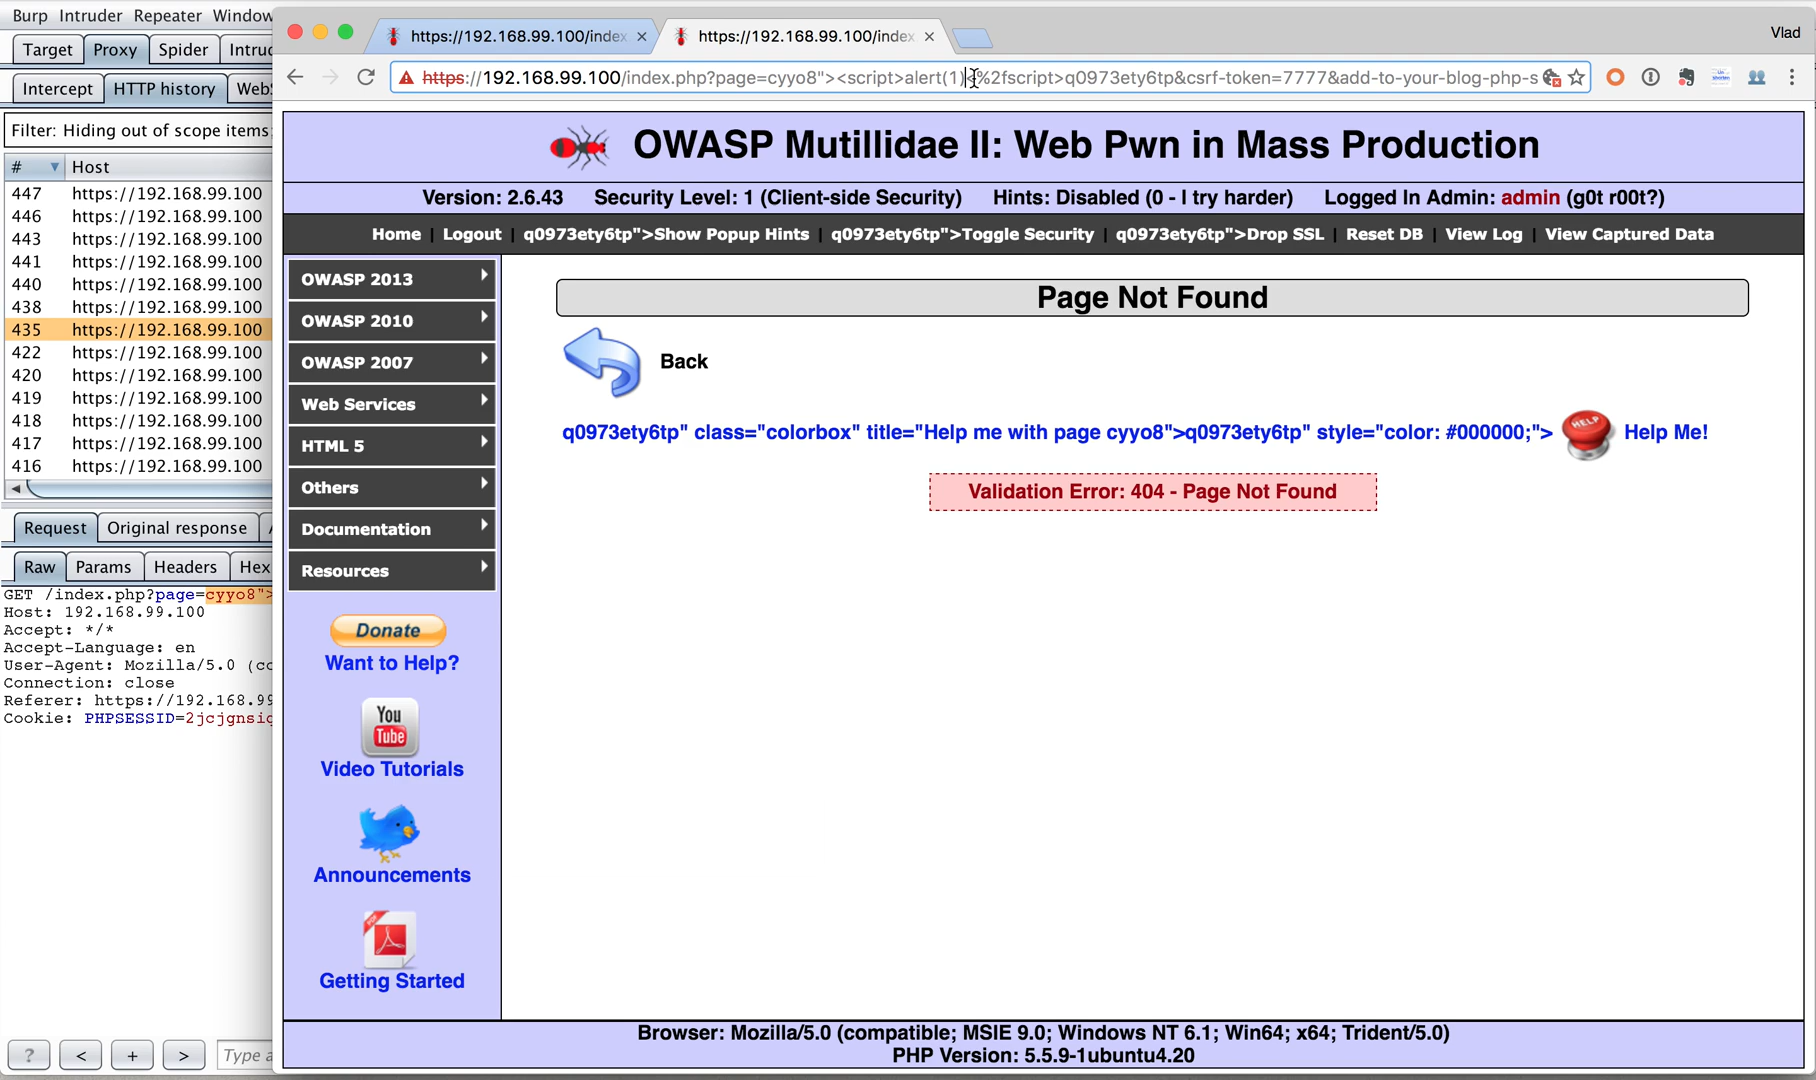 Burp Intruder Repeater Window
Target Proxy Spider Intruc
Intercept HTTP history WebS
Filter: Hiding out of scope items;
# Host
447 https://192.168.99.100
446 https://192.168.99.100
443 https://192.168.99.100
441 https://192.168.99.100
440 https://192.168.99.100
438 https://192.168.99.100
435 https://192.168.99.100
422 https://192.168.99.100
420 https://192.168.99.100
419 https://192.168.99.100
418 https://192.168.99.100
417 https://192.168.99.100
416 https://192.168.99.100
Request Original response
Raw Params Headers Hex
GET /index.php?page=cyyo8">
Host: 192.168.99.100
Accept: */*
Accept-Language: en
User-Agent: Mozilla/5.0 (co
Connection: close
Referer: https://192.168.99
Cookie: PHPSESSID=2jcjgnsiq
? < + > Type a
https://192.168.99.100/index
https://192.168.99.100/index
Vlad
https://192.168.99.100/index.php?page=cyyo8"><script>alert(1)<%2fscript>q0973ety6tp&csrf-token=7777&add-to-your-blog-php-s
OWASP Mutillidae II: Web Pwn in Mass Production
Version: 2.6.43 Security Level: 1 (Client-side Security) Hints: Disabled (0 - I try harder) Logged In Admin: admin (g0t r00t?)
Home | Logout | q0973ety6tp">Show Popup Hints | q0973ety6tp">Toggle Security | q0973ety6tp">Drop SSL | Reset DB | View Log | View Captured Data
OWASP 2013
OWASP 2010
OWASP 2007
Web Services
HTML 5
Others
Documentation
Resources
Donate
Want to Help?
You
Tube
Video Tutorials
Announcements
PDF
Getting Started
Page Not Found
Back
q0973ety6tp" class="colorbox" title="Help me with page cyyo8">q0973ety6tp" style="color: #000000;"> HELP Help Me!
Validation Error: 404 - Page Not Found
Browser: Mozilla/5.0 (compatible; MSIE 9.0; Windows NT 6.1; Win64; x64; Trident/5.0)
PHP Version: 5.5.9-1ubuntu4.20